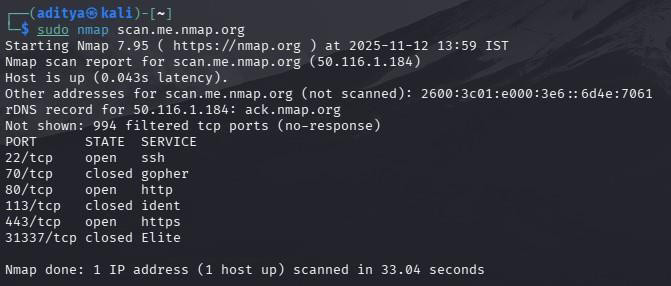 ┌──(aditya㉿kali)-[~]
└─$ sudo nmap scan.me.nmap.org
Starting Nmap 7.95 ( https://nmap.org ) at 2025-11-12 13:59 IST
Nmap scan report for scan.me.nmap.org (50.116.1.184)
Host is up (0.043s latency).
Other addresses for scan.me.nmap.org (not scanned): 2600:3c01:e000:3e6::6d4e:7061
rDNS record for 50.116.1.184: ack.nmap.org
Not shown: 994 filtered tcp ports (no-response)
PORT      STATE  SERVICE
22/tcp    open   ssh
70/tcp    closed gopher
80/tcp    open   http
113/tcp   closed ident
443/tcp   open   https
31337/tcp closed Elite
Nmap done: 1 IP address (1 host up) scanned in 33.04 seconds